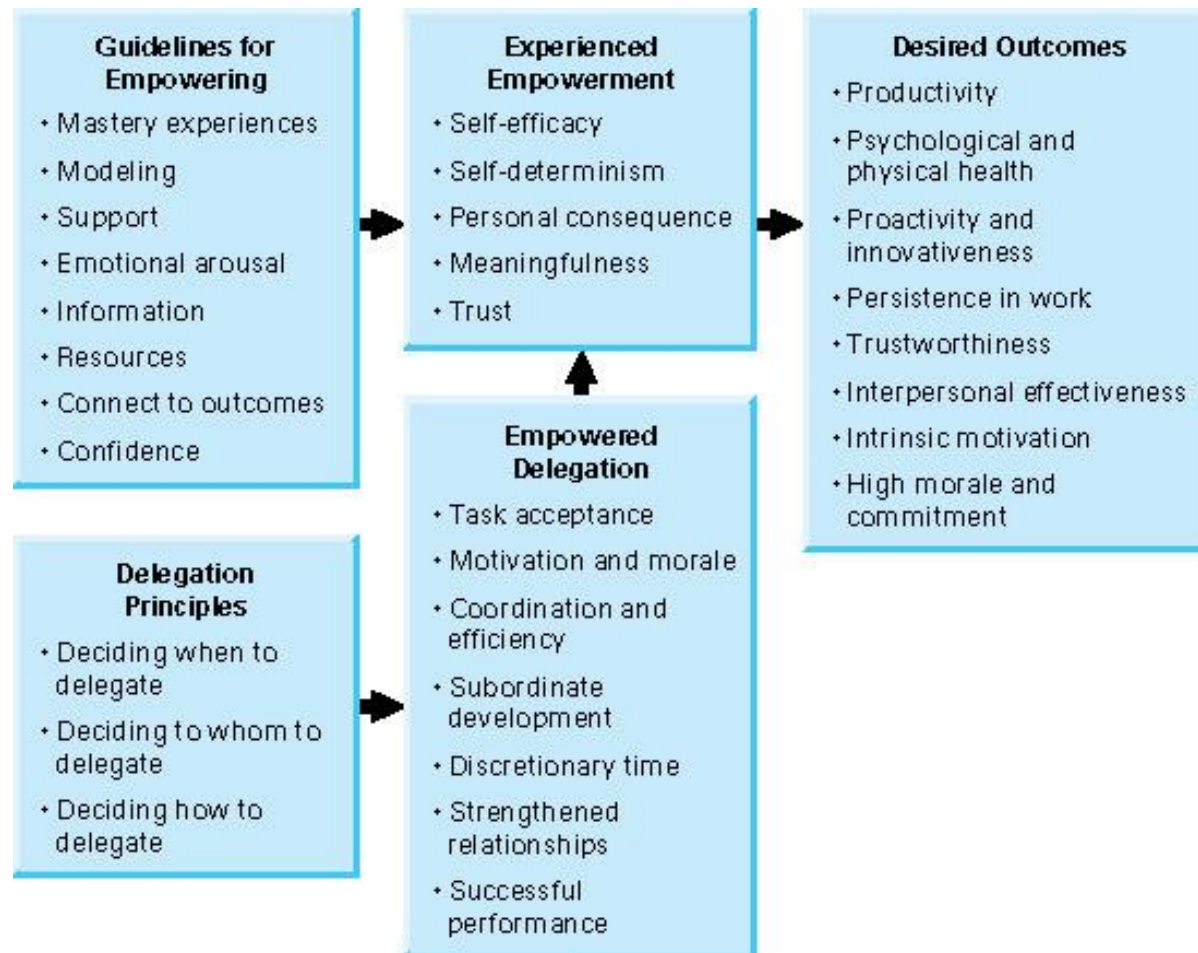 Guidelines for
Empowering
• Mastery experiences
• Modeling
• Support
• Emotional arousal
• Information
• Resources
• Connect to outcomes
• Confidence
Delegation
Principles
• Deciding when to
delegate
• Deciding to whom to
delegate
• Deciding how to
delegate
Experienced
Empowerment
• Self-efficacy
• Self-determinism
• Personal consequence
• Meaningfulness
• Trust
Empowered
Delegation
• Task acceptance
• Motivation and morale
• Coordination and
efficiency
• Subordinate
development
• Discretionary time
• Strengthened
relationships
• Successful
performance
Desired Outcomes
• Productivity
• Psychological and
physical health
• Proactivity and
innovativeness
• Persistence in work
• Trustworthiness
• Interpersonal effectiveness
• Intrinsic motivation
• High morale and
commitment